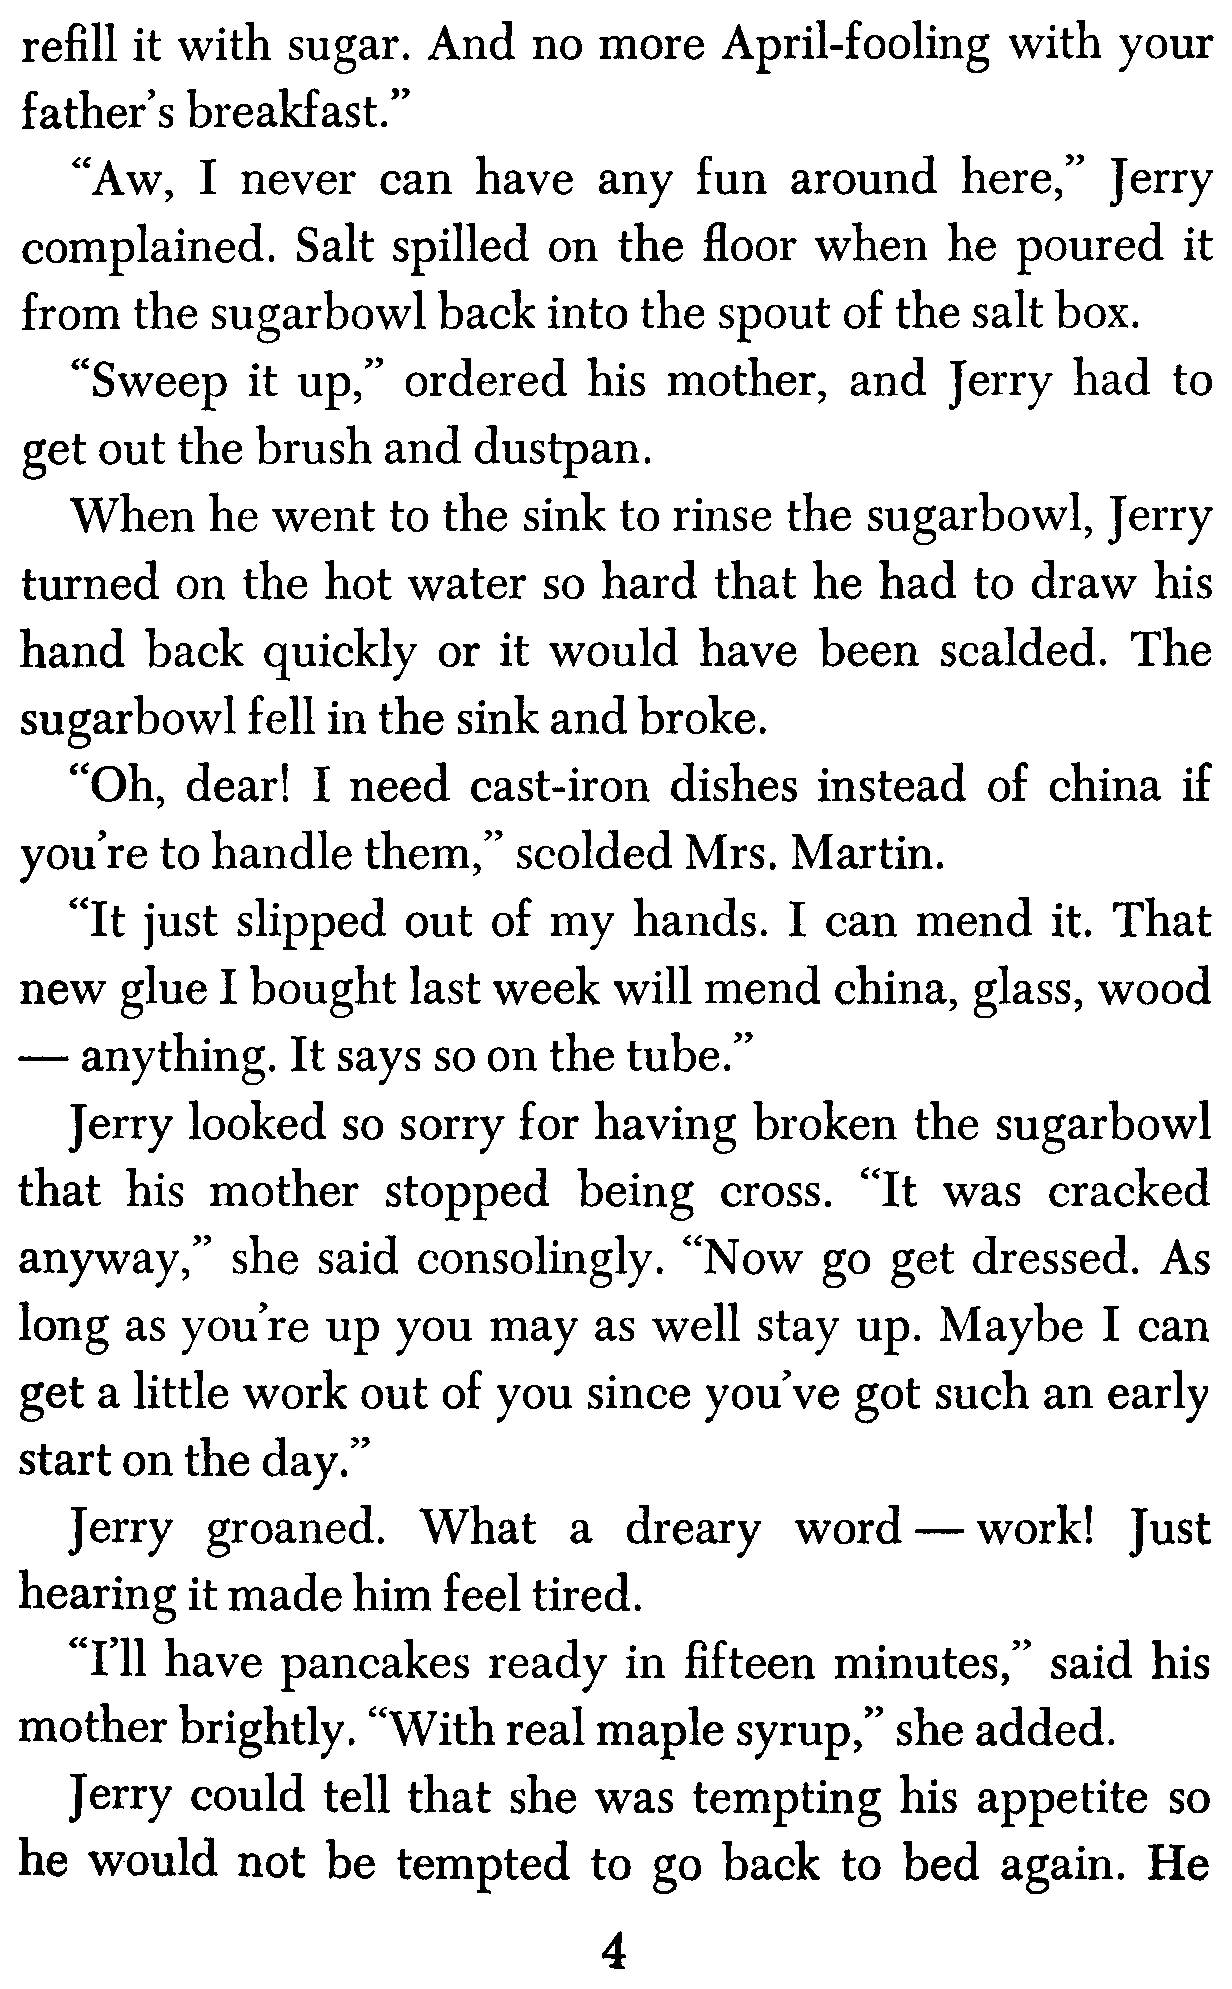 refill it with sugar. And no more April-fooling with your
father's breakfast."
"Aw, I never can have any fun around here," Jerry
complained. Salt spilled on the floor when he poured it
from the sugarbowl back into the spout of the salt box.
"Sweep it up," ordered his mother, and Jerry had to
get out the brush and dustpan.
When he went to the sink to rinse the sugarbowl, Jerry
turned on the hot water so hard that he had to draw his
hand back quickly or it would have been scalded. The
sugarbowl fell in the sink and broke.
"Oh, dear! I need cast-iron dishes instead of china if
you're to handle them," scolded Mrs. Martin.
"It just slipped out of my hands. I can mend it. That
new glue I bought last week will mend china, glass, wood
— anything. It says so on the tube."
Jerry looked so sorry for having broken the sugarbowl
that his mother stopped being cross. "It was cracked
anyway," she said consolingly. "Now go get dressed. As
long as you're up you may as well stay up. Maybe I can
get a little work out of you since you've got such an early
start on the day."
Jerry groaned. What a dreary word — work! Just
hearing it made him feel tired.
"I'll have pancakes ready in fifteen minutes," said his
mother brightly. "With real maple syrup," she added.
Jerry could tell that she was tempting his appetite so
he would not be tempted to go back to bed again. He
4